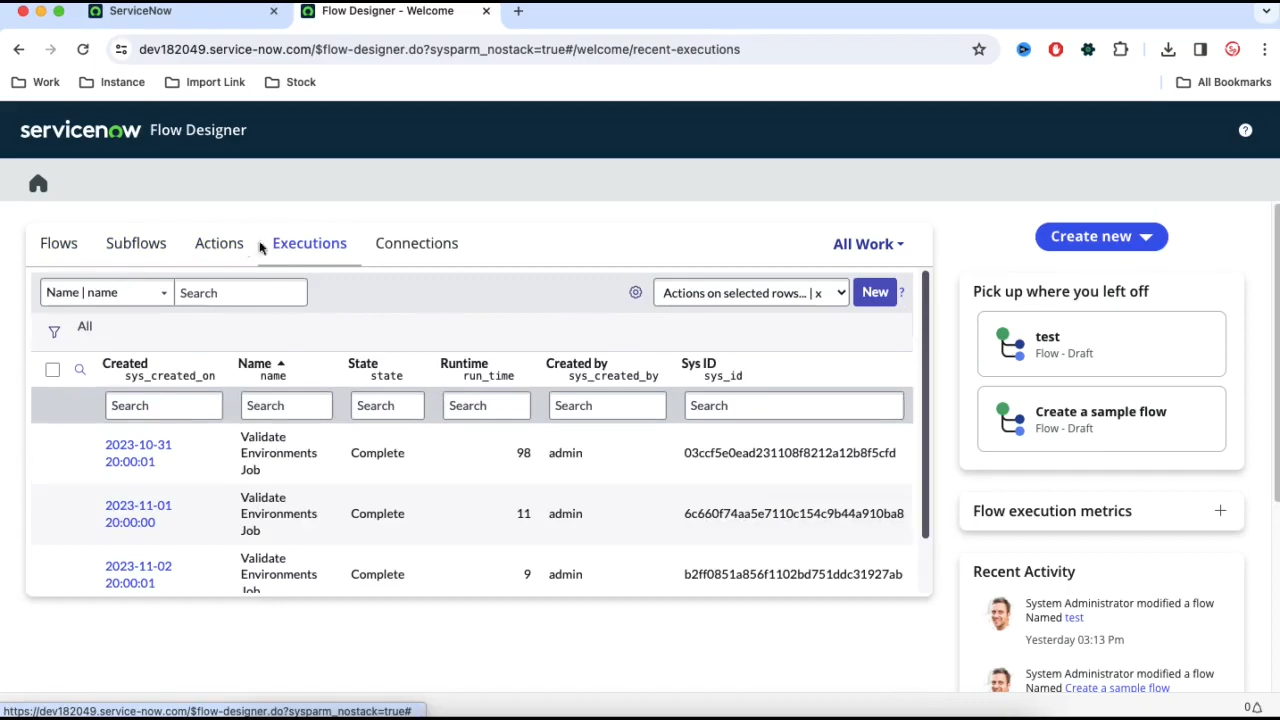 ServiceNow
Flow Designer - Welcome
dev182049.service-now.com/$flow-designer.do?sysparm_nostack=true#/welcome/recent-executions
Work
Instance
Import Link
Stock
All Bookmarks
servicenow Flow Designer
?
Flows
Subflows
Actions
Executions
Connections
All Work
Create new
Name | name
Search
Actions on selected rows... | x
New
?
All
Created
sys_created_on
Name
name
State
state
Runtime
run_time
Created by
sys_created_by
Sys ID
sys_id
Search
Search
Search
Search
Search
Search
2023-10-31
20:00:01
Validate
Environments
Job
Complete
98
admin
03ccf5e0ead231108f8212a12b8f5cfd
2023-11-01
20:00:00
Validate
Environments
Job
Complete
11
admin
6c660f74aa5e7110c154c9b44a910ba8
2023-11-02
20:00:01
Validate
Environments
Job
Complete
9
admin
b2ff0851a856f1102bd751ddc31927ab
Pick up where you left off
test
Flow - Draft
Create a sample flow
Flow - Draft
Flow execution metrics
Recent Activity
System Administrator modified a flow
Named test
Yesterday 03:13 Pm
System Administrator modified a flow
Named Create a sample flow
https://dev182049.service-now.com/$flow-designer.do?sysparm_nostack=true#
0